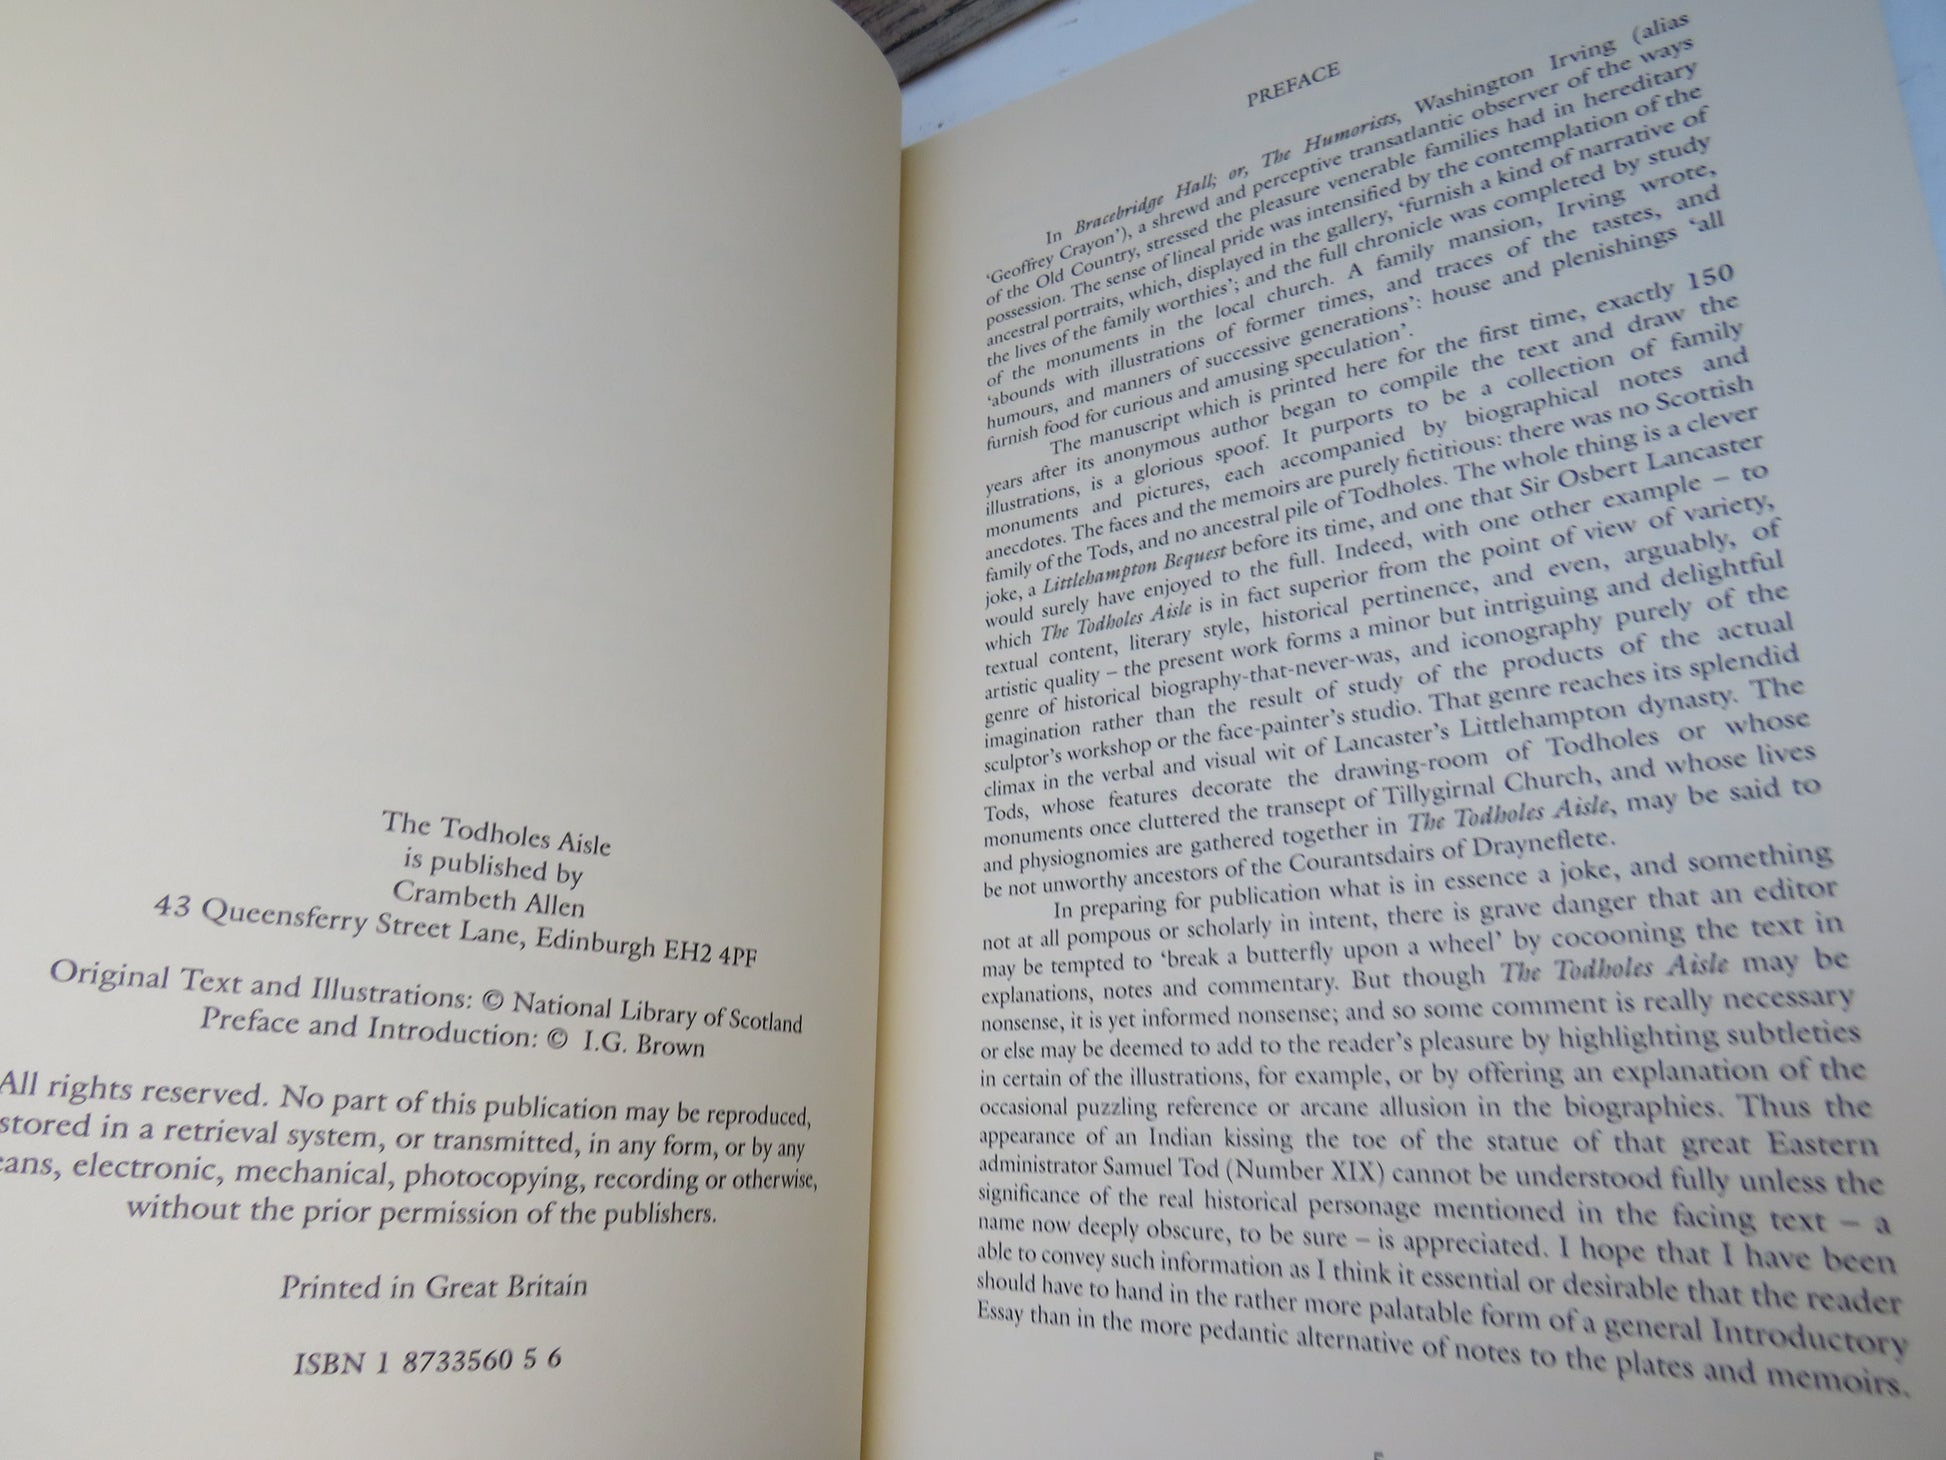 The Todholes Aisle
is published by
Crambeth Allen
43 Queensferry Street Lane, Edinburgh EH2 4PF
Original Text and Illustrations: © National Library of Scotland
Preface and Introduction: © I.G. Brown
All rights reserved. No part of this publication may be reproduced,
stored in a retrieval system, or transmitted, in any form, or by any
eans, electronic, mechanical, photocopying, recording or otherwise,
without the prior permission of the publishers.
Printed in Great Britain
ISBN 1 8733560 5 6
PREFACE
In Bracebridge Hall; or, The Humorists, Washington Irving (alias
‘Geoffrey Crayon’), a shrewd and perceptive transatlantic observer of the ways
of the Old Country, stressed the pleasure venerable families had in hereditary
possession. The sense of lineal pride was intensified by the contemplation of the
ancestral portraits, which, displayed in the gallery, ‘furnish a kind of narrative of
the lives of the family worthies’; and the full chronicle was completed by study
of the monuments in the local church. A family mansion, Irving wrote,
‘abounds with illustrations of former times, and traces of the tastes, and
humours, and manners of successive generations’: house and plenishings ‘all
furnish food for curious and amusing speculation’.
The manuscript which is printed here for the first time, exactly 150
years after its anonymous author began to compile the text and draw the
illustrations, is a glorious spoof. It purports to be a collection of family
monuments and pictures, each accompanied by biographical notes and
anecdotes. The faces and the memoirs are purely fictitious: there was no Scottish
family of the Tods, and no ancestral pile of Todholes. The whole thing is a clever
joke, a Littlehampton Bequest before its time, and one that Sir Osbert Lancaster
would surely have enjoyed to the full. Indeed, with one other example – to
which The Todholes Aisle is in fact superior from the point of view of variety,
textual content, literary style, historical pertinence, and even, arguably, of
artistic quality – the present work forms a minor but intriguing and delightful
genre of historical biography-that-never-was, and iconography purely of the
imagination rather than the result of study of the products of the actual
sculptor’s workshop or the face-painter’s studio. That genre reaches its splendid
climax in the verbal and visual wit of Lancaster’s Littlehampton dynasty. The
Tods, whose features decorate the drawing-room of Todholes or whose
monuments once cluttered the transept of Tillygirnal Church, and whose lives
and physiognomies are gathered together in The Todholes Aisle, may be said to
be not unworthy ancestors of the Courantsdairs of Drayneflete.
In preparing for publication what is in essence a joke, and something
not at all pompous or scholarly in intent, there is grave danger that an editor
may be tempted to ‘break a butterfly upon a wheel’ by cocooning the text in
explanations, notes and commentary. But though The Todholes Aisle may be
nonsense, it is yet informed nonsense; and so some comment is really necessary
or else may be deemed to add to the reader’s pleasure by highlighting subtleties
in certain of the illustrations, for example, or by offering an explanation of the
occasional puzzling reference or arcane allusion in the biographies. Thus the
appearance of an Indian kissing the toe of the statue of that great Eastern
administrator Samuel Tod (Number XIX) cannot be understood fully unless the
significance of the real historical personage mentioned in the facing text – a
name now deeply obscure, to be sure – is appreciated. I hope that I have been
able to convey such information as I think it essential or desirable that the reader
should have to hand in the rather more palatable form of a general Introductory
Essay than in the more pedantic alternative of notes to the plates and memoirs.